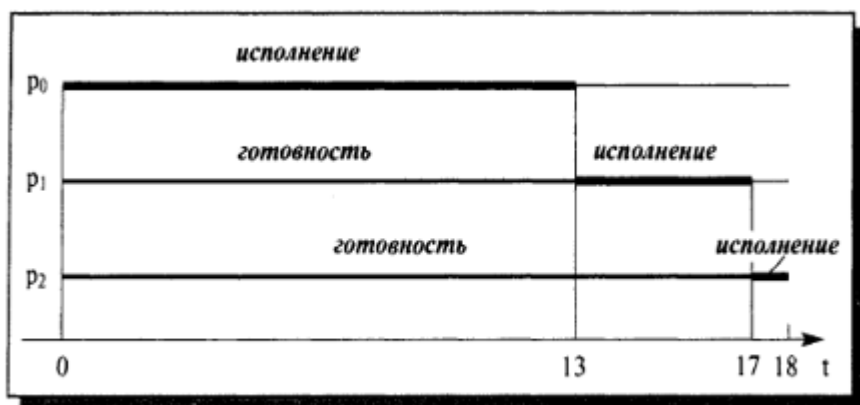 исполнение
p0
готовность исполнение
p1
готовность исполнение
p2
0 13 17 18 t